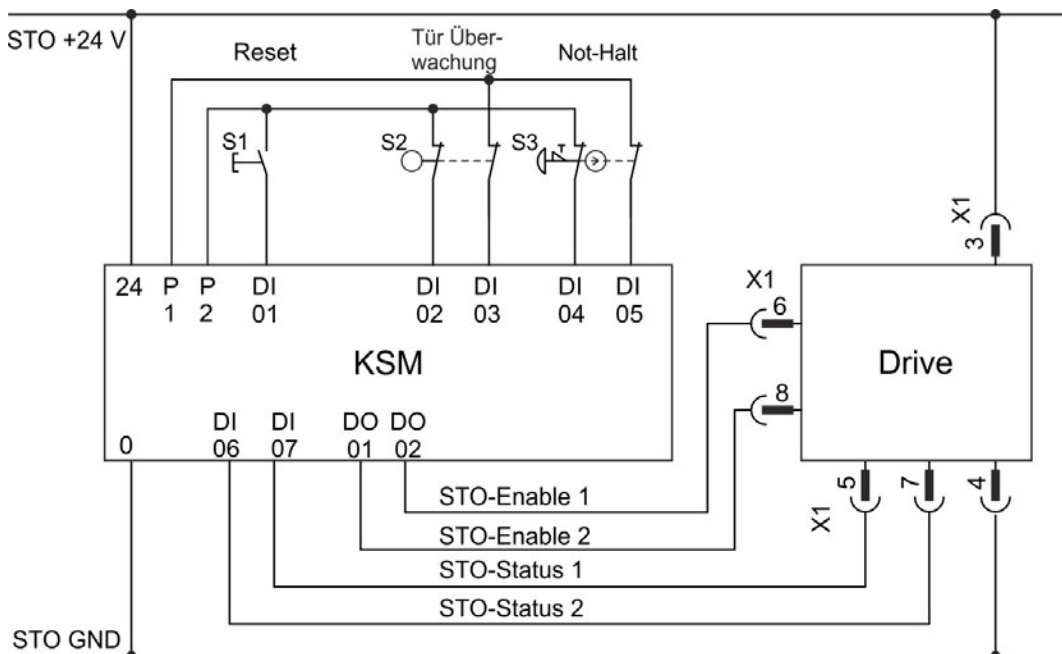 STO +24 V
Reset
Tür Über-
wachung
Not-Halt
S1
S2
S3
X1
3
24 P P DI DI DI DI DI
1 2 01 02 03 04 05
X1
6
KSM
Drive
8
DI DI DO DO
0 06 07 01 02
5 7 4
X1
STO-Enable 1
STO-Enable 2
STO-Status 1
STO-Status 2
STO GND